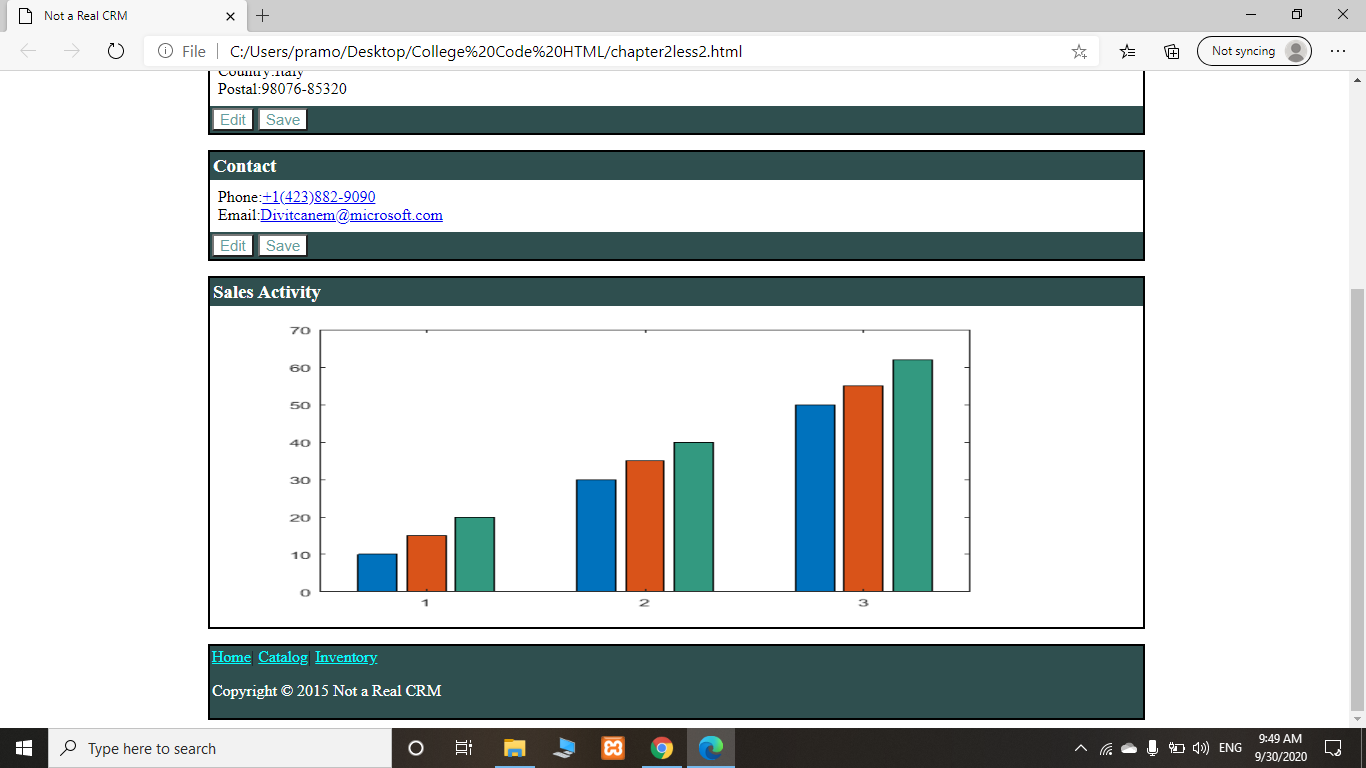 Not a Real CRM
File
C:/Users/pramo/Desktop/College%20Code%20HTML/chapter2less2.html
Not syncing
Country:Italy
Postal:98076-85320
Edit Save
Contact
Phone:+1(423)882-9090
Email:Divitcanem@microsoft.com
Edit Save
Sales Activity
70
60
50
40
30
20
10
0
1 2 3
Home| Catalog| Inventory
Copyright © 2015 Not a Real CRM
Type here to search
ENG
9:49 AM
9/30/2020